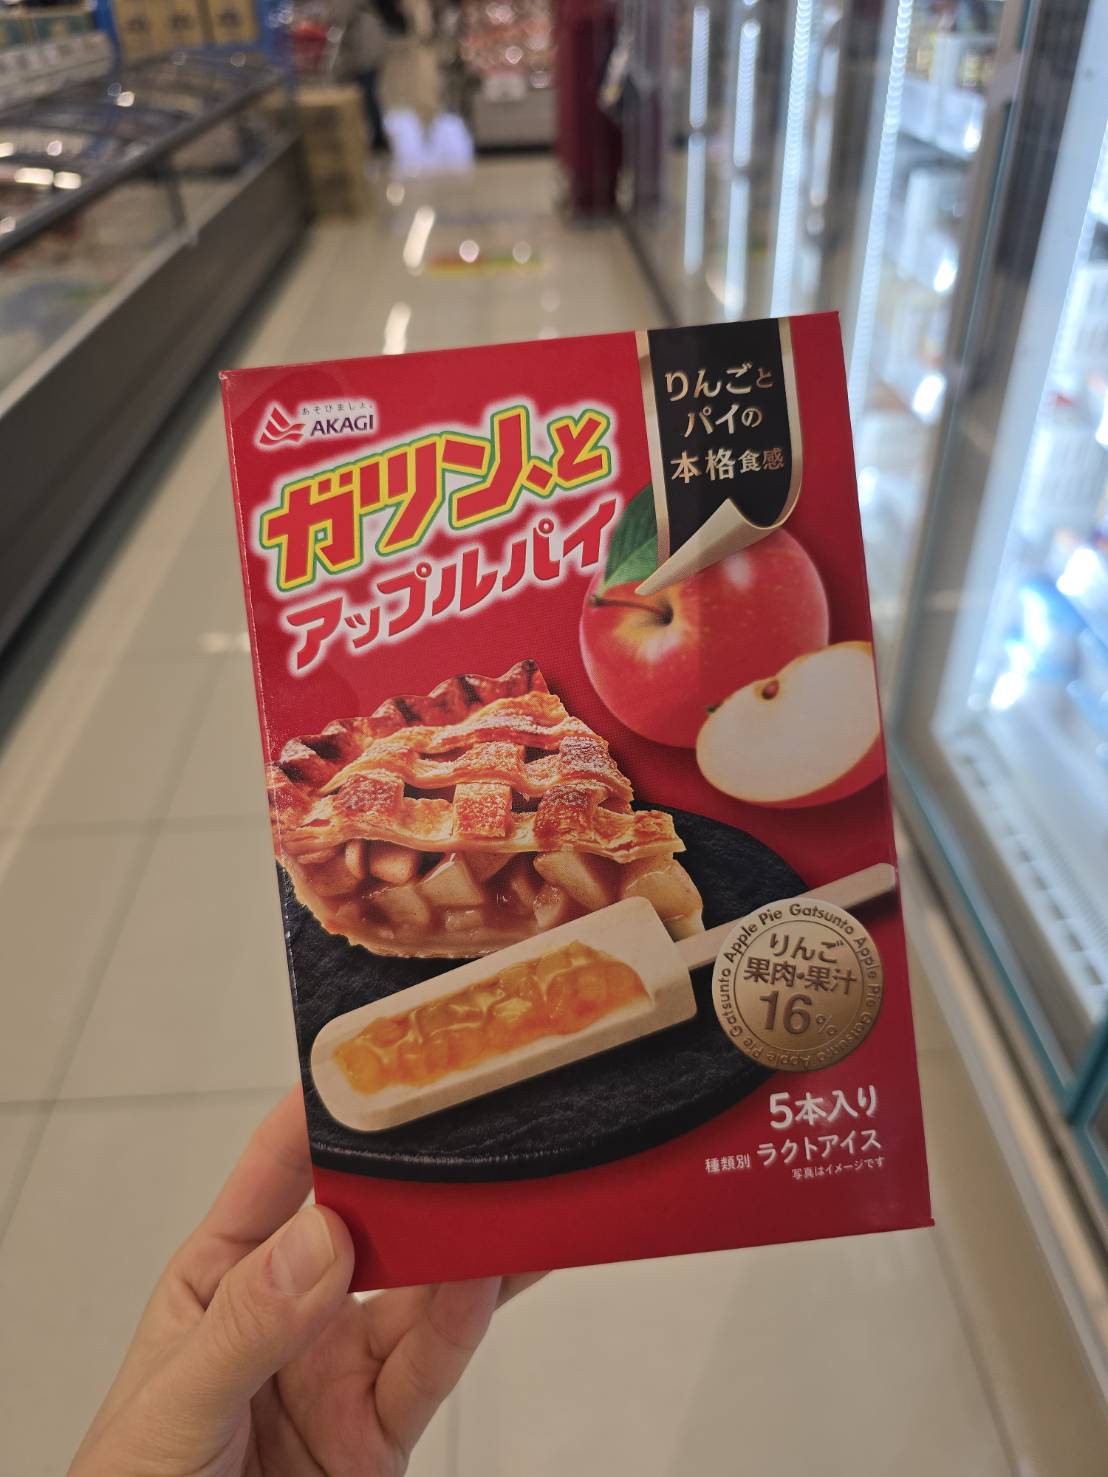 あそびましょ。
AKAGI
ガツン、と
アップルパイ
りんごと
パイの
本格食感
Gatsunto Apple Pie Gatsunto Apple Pie Gatsunto Apple Pie
りんご
果肉・果汁
16%
5本入り
種類別 ラクトアイス
写真はイメージです